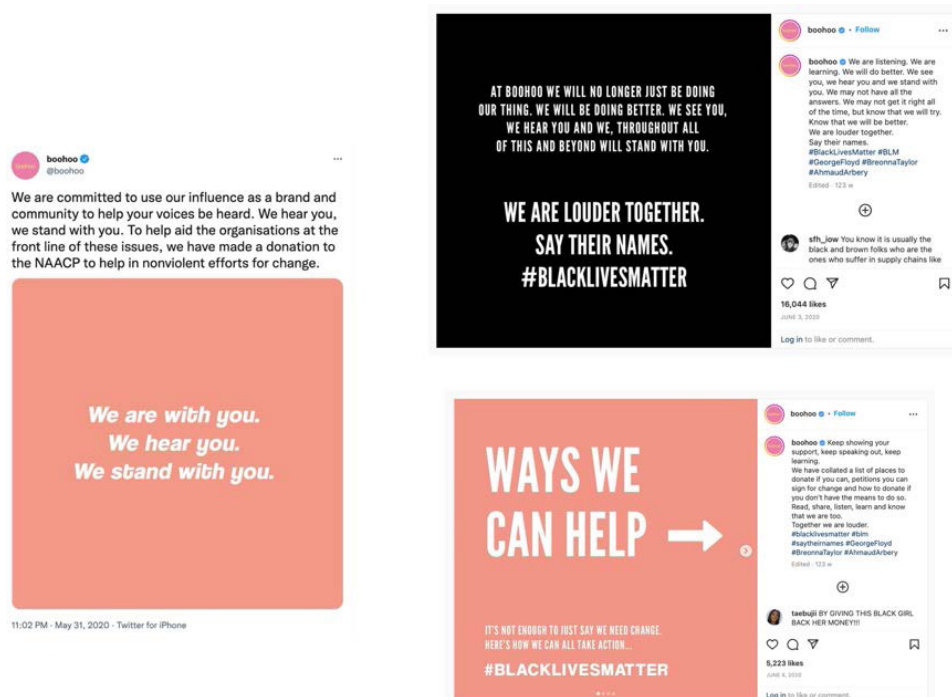 boohoo
@boohoo
We are committed to use our influence as a brand and
community to help your voices be heard. We hear you,
we stand with you. To help aid the organisations at the
front line of these issues, we have made a donation to
the NAACP to help in nonviolent efforts for change.
We are with you.
We hear you.
We stand with you.
11:02 PM · May 31, 2020 · Twitter for iPhone
AT BOOHOO WE WILL NO LONGER JUST BE DOING
OUR THING. WE WILL BE DOING BETTER. WE SEE YOU,
WE HEAR YOU AND WE, THROUGHOUT ALL
OF THIS AND BEYOND WILL STAND WITH YOU.
WE ARE LOUDER TOGETHER.
SAY THEIR NAMES.
#BLACKLIVESMATTER
boohoo • Follow
boohoo We are listening. We are
learning. We will do better. We see
you, we hear you and we stand with
you. We may not have all the
answers. We may not get it right all
of the time, but know that we will try.
Know that we will be better.
We are louder together.
Say their names.
#BlackLivesMatter #BLM
#GeorgeFloyd #BreonnaTaylor
#AhmaudArbery
Edited · 123 w
sfh_iow You know it is usually the
black and brown folks who are the
ones who suffer in supply chains like
16,044 likes
JUNE 3, 2020
Log in to like or comment.
WAYS WE
CAN HELP
IT'S NOT ENOUGH TO JUST SAY WE NEED CHANGE.
HERE'S HOW WE CAN ALL TAKE ACTION...
#BLACKLIVESMATTER
boohoo • Follow
boohoo Keep showing your
support, keep speaking out, keep
learning.
We have collated a list of places to
donate if you can, petitions you can
sign for change and how to donate if
you don't have the means to do so.
Read, share, listen, learn and know
that we are too.
Together we are louder.
#blacklivesmatter #blm
#saytheirnames #GeorgeFloyd
#BreonnaTaylor #AhmaudArbery
Edited · 123 w
taebujii BY GIVING THIS BLACK GIRL
BACK HER MONEY!!!
5,223 likes
JUNE 4, 2020
Log in to like or comment.